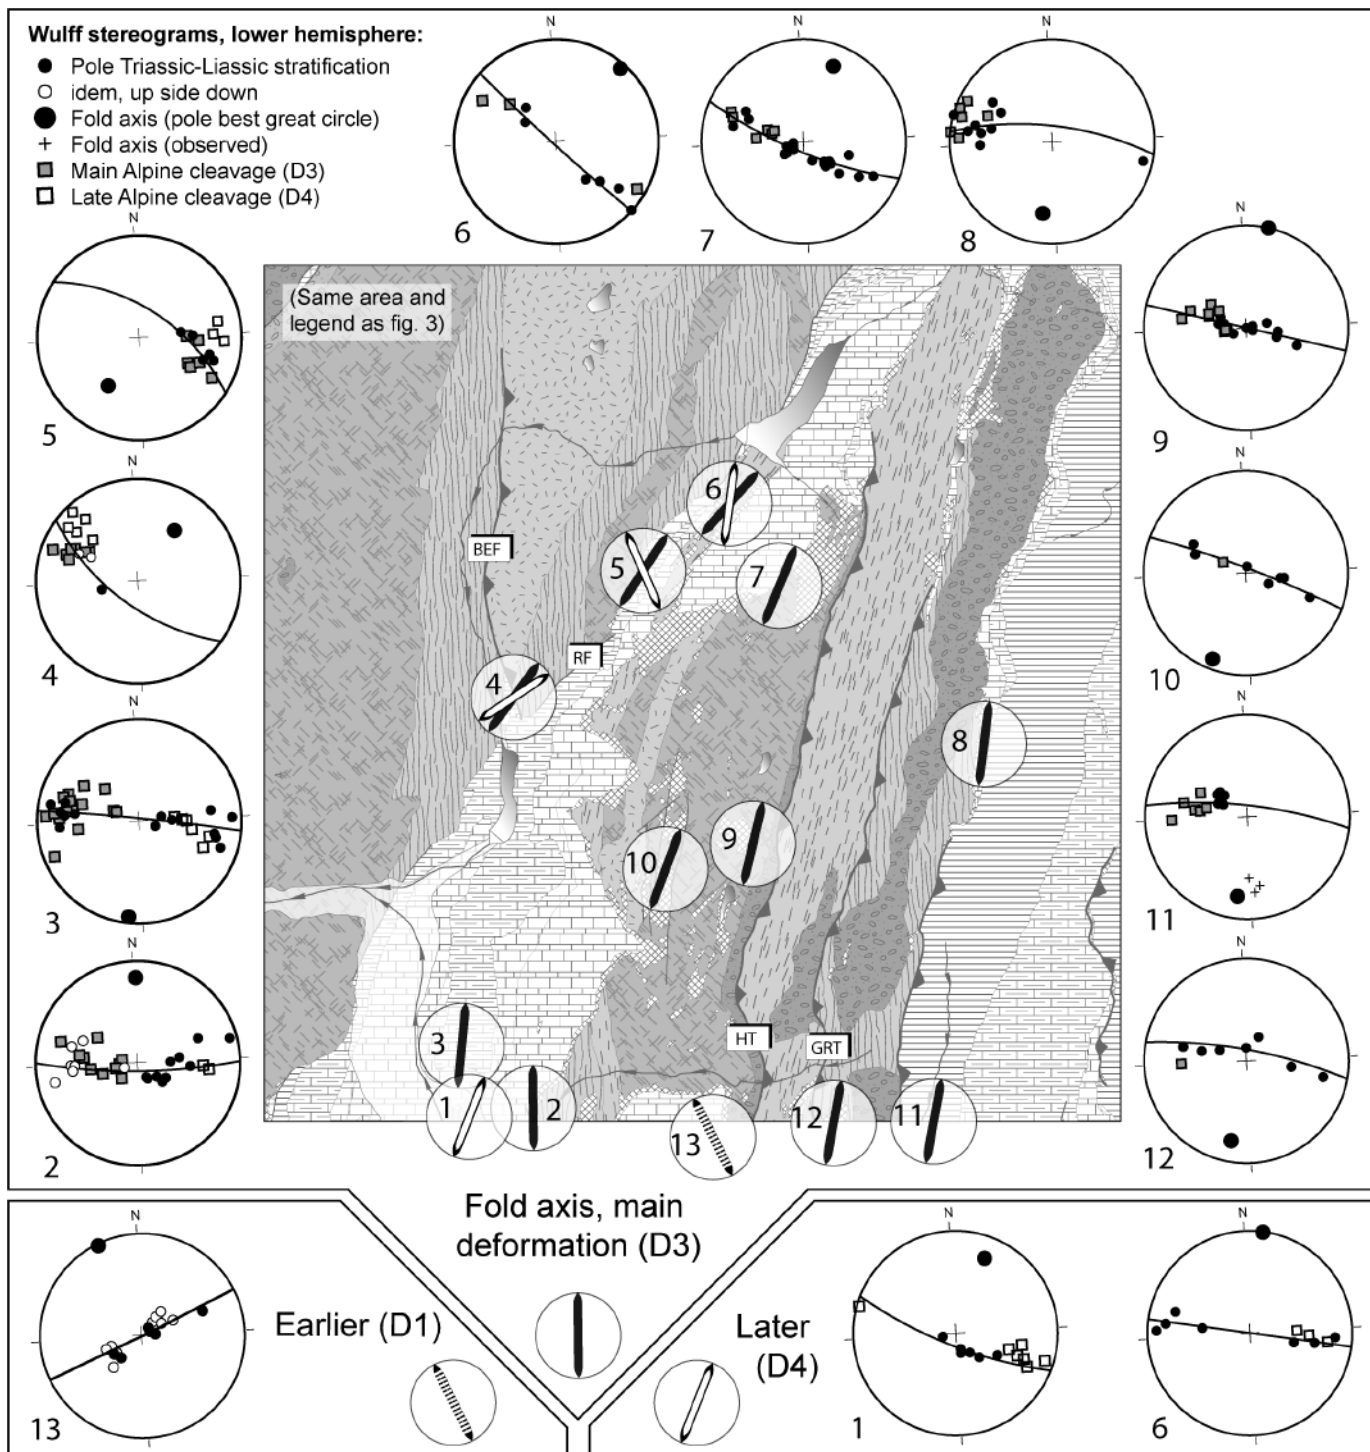 Wulff stereograms, lower hemisphere:
Pole Triassic-Liassic stratification
idem, up side down
Fold axis (pole best great circle)
Fold axis (observed)
Main Alpine cleavage (D3)
Late Alpine cleavage (D4)
N
6
N
7
N
8
N
5
(Same area and
legend as fig. 3)
N
9
N
4
BEF
6
5
7
RF
4
N
10
N
3
8
9
10
N
11
N
2
3
1
2
HT
GRT
13
12
11
N
12
Fold axis, main
deformation (D3)
N
13
Earlier (D1)
Later
(D4)
N
1
N
6